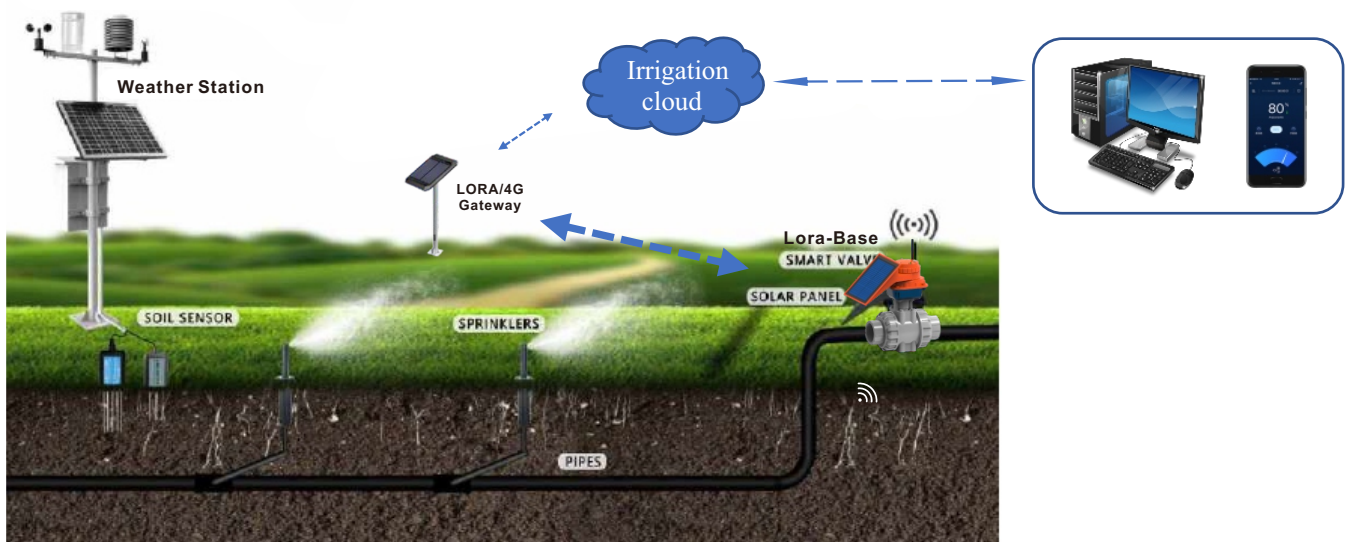 Weather Station
Irrigation
cloud
80%
LORA/4G
Gateway
Lora-Base
SMART VALV
SOLAR PANEL
SOIL SENSOR
SPRINKLERS
PIPES